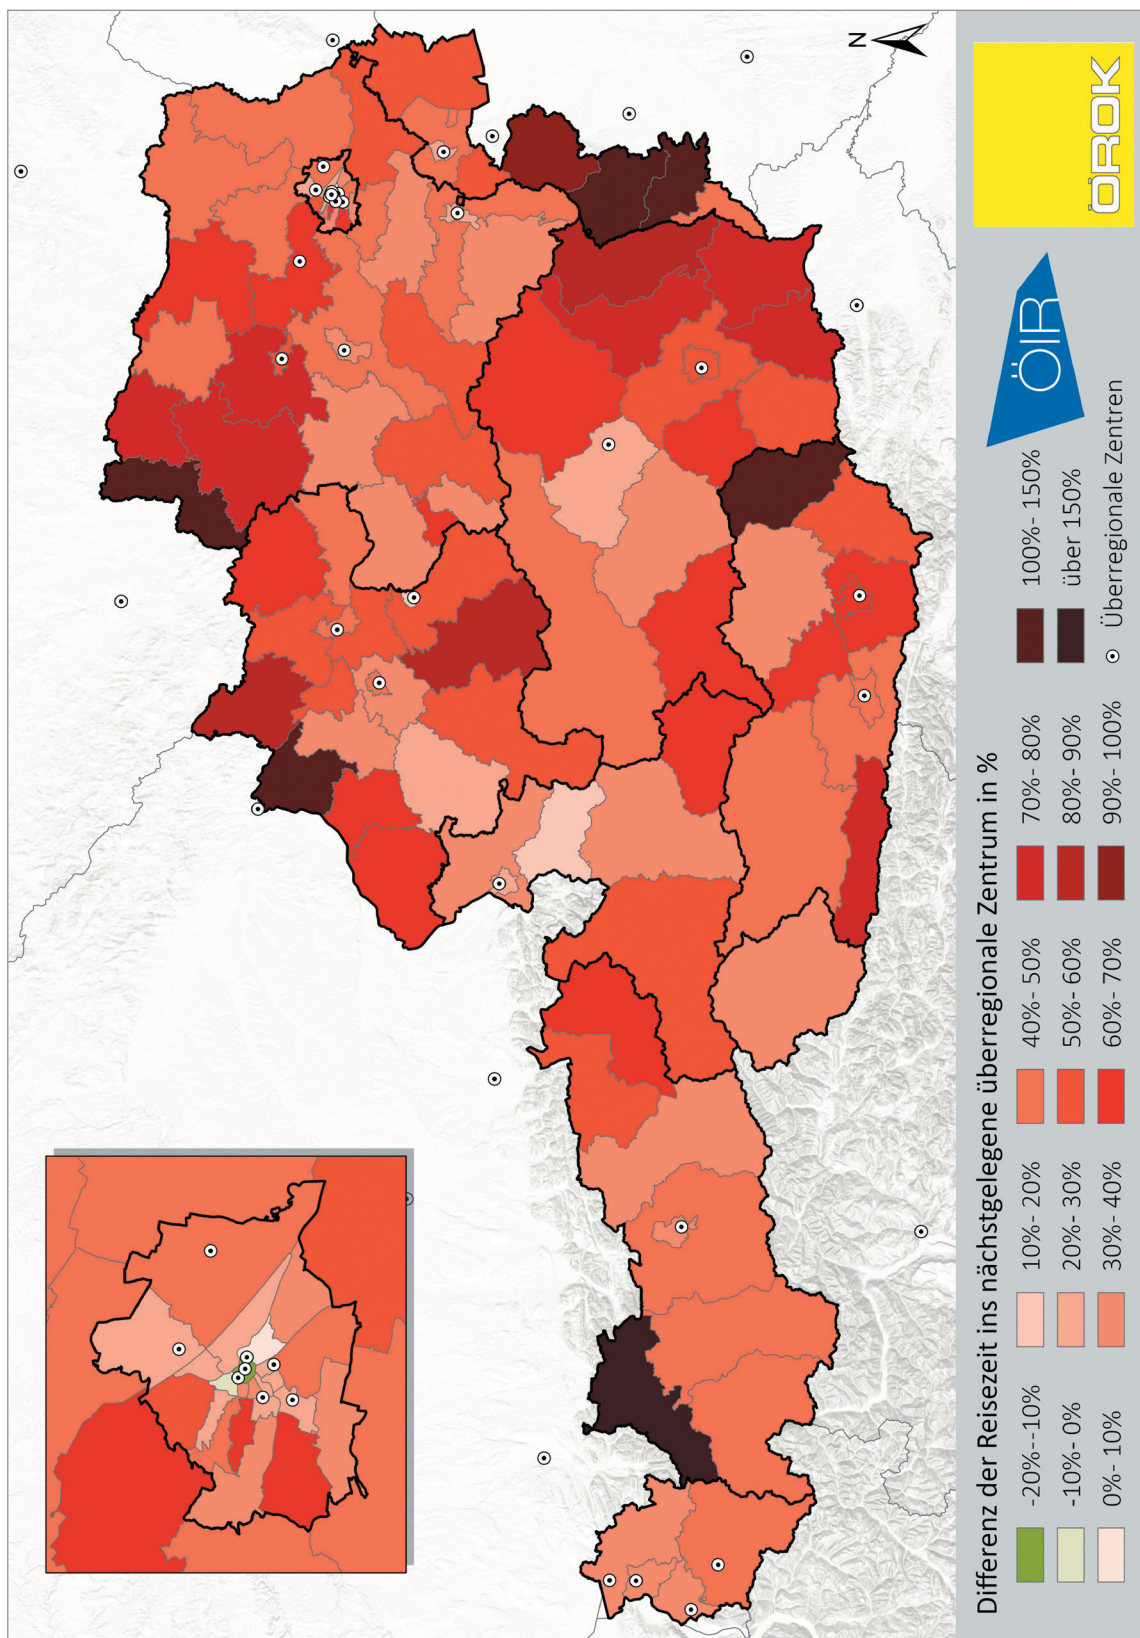 N
Differenz der Reisezeit ins nächstgelegene überregionale Zentrum in %
-20%--10%
-10%- 0%
0%- 10%
10%- 20%
20%- 30%
30%- 40%
40%- 50%
50%- 60%
60%- 70%
70%- 80%
80%- 90%
90%- 100%
100%- 150%
über 150%
Überregionale Zentren
ÖIR
ÖROK